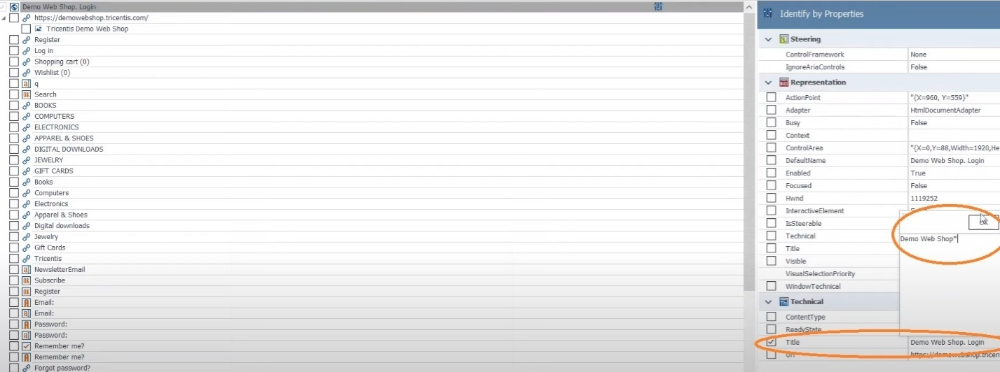 Demo Web Shop. Login
https://demowebshop.tricentis.com/
Tricentis Demo Web Shop
Register
Log in
Shopping cart (0)
Wishlist (0)
q
Search
BOOKS
COMPUTERS
ELECTRONICS
APPAREL & SHOES
DIGITAL DOWNLOADS
JEWELRY
GIFT CARDS
Books
Computers
Electronics
Apparel & Shoes
Digital downloads
Jewelry
Gift Cards
Tricentis
NewsletterEmail
Subscribe
Register
Email:
Email:
Password:
Password:
Remember me?
Remember me?
Forgot password?
Identify by Properties
Steering
ControlFramework None
IgnoreAriaControls False
Representation
ActionPoint "{X=960, Y=559}"
Adapter HtmlDocumentAdapter
Busy False
Context
ControlArea "{X=0,Y=88,Width=1920,He
DefaultName Demo Web Shop. Login
Enabled True
Focused False
Hwnd 1119252
InteractiveElement
IsSteerable OK
Technical Demo Web Shop*
Title
Visible
VisualSelectionPriority
WindowTechnical
Technical
ContentType
ReadyState
Title Demo Web Shop. Login
Url https://demowebshop.tricen